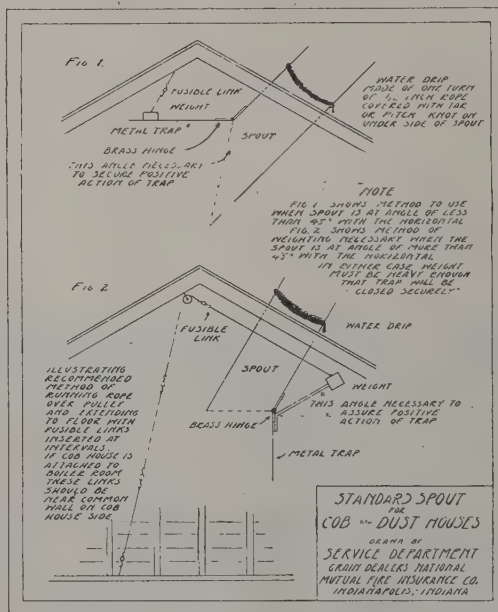 FIG 1.
FUSIBLE LINK
WEIGHT
METAL TRAP
BRASS HINGE
SPOUT
THIS ANGLE NECESSARY
TO SECURE POSITIVE
ACTION OF TRAP
WATER DRIP
MADE OF ONE TURN
OF INCH ROPE
COVERED WITH TAR
OR PITCH KNOT ON
UNDER SIDE OF SPOUT
NOTE
FIG 1 SHOWS METHOD TO USE
WHEN SPOUT IS AT ANGLE OF LESS
THAN 45° WITH THE HORIZONTAL
FIG. 2 SHOWS METHOD OF
WEIGHTING NECESSARY WHEN THE
SPOUT IS AT ANGLE OF MORE THAN
45° WITH THE HORIZONTAL
IN EITHER CASE WEIGHT
MUST BE HEAVY ENOUGH
THAT TRAP WILL BE
CLOSED SECURELY
FIG 2
FUSIBLE
LINK
WATER DRIP
SPOUT
WEIGHT
THIS ANGLE NECESSARY TO
ASSURE POSITIVE
ACTION OF TRAP
BRASS HINGE
METAL TRAP
ILLUSTRATING
RECOMMENDED
METHOD OF
RUNNING ROPE
OVER PULLEY
AND EXTENDING
TO FLOOR WITH
FUSIBLE LINKS
INSERTED AT
INTERVALS.
IF COB HOUSE IS
ATTACHED TO
BOILER ROOM
THESE LINKS
SHOULD BE
NEAR COMMON
WALL ON COB
HOUSE SIDE
STANDARD SPOUT
FOR
COB AND DUST HOUSES
DRAWN BY
SERVICE DEPARTMENT
GRAIN DEALERS NATIONAL
MUTUAL FIRE INSURANCE CO.
INDIANAPOLIS, INDIANA